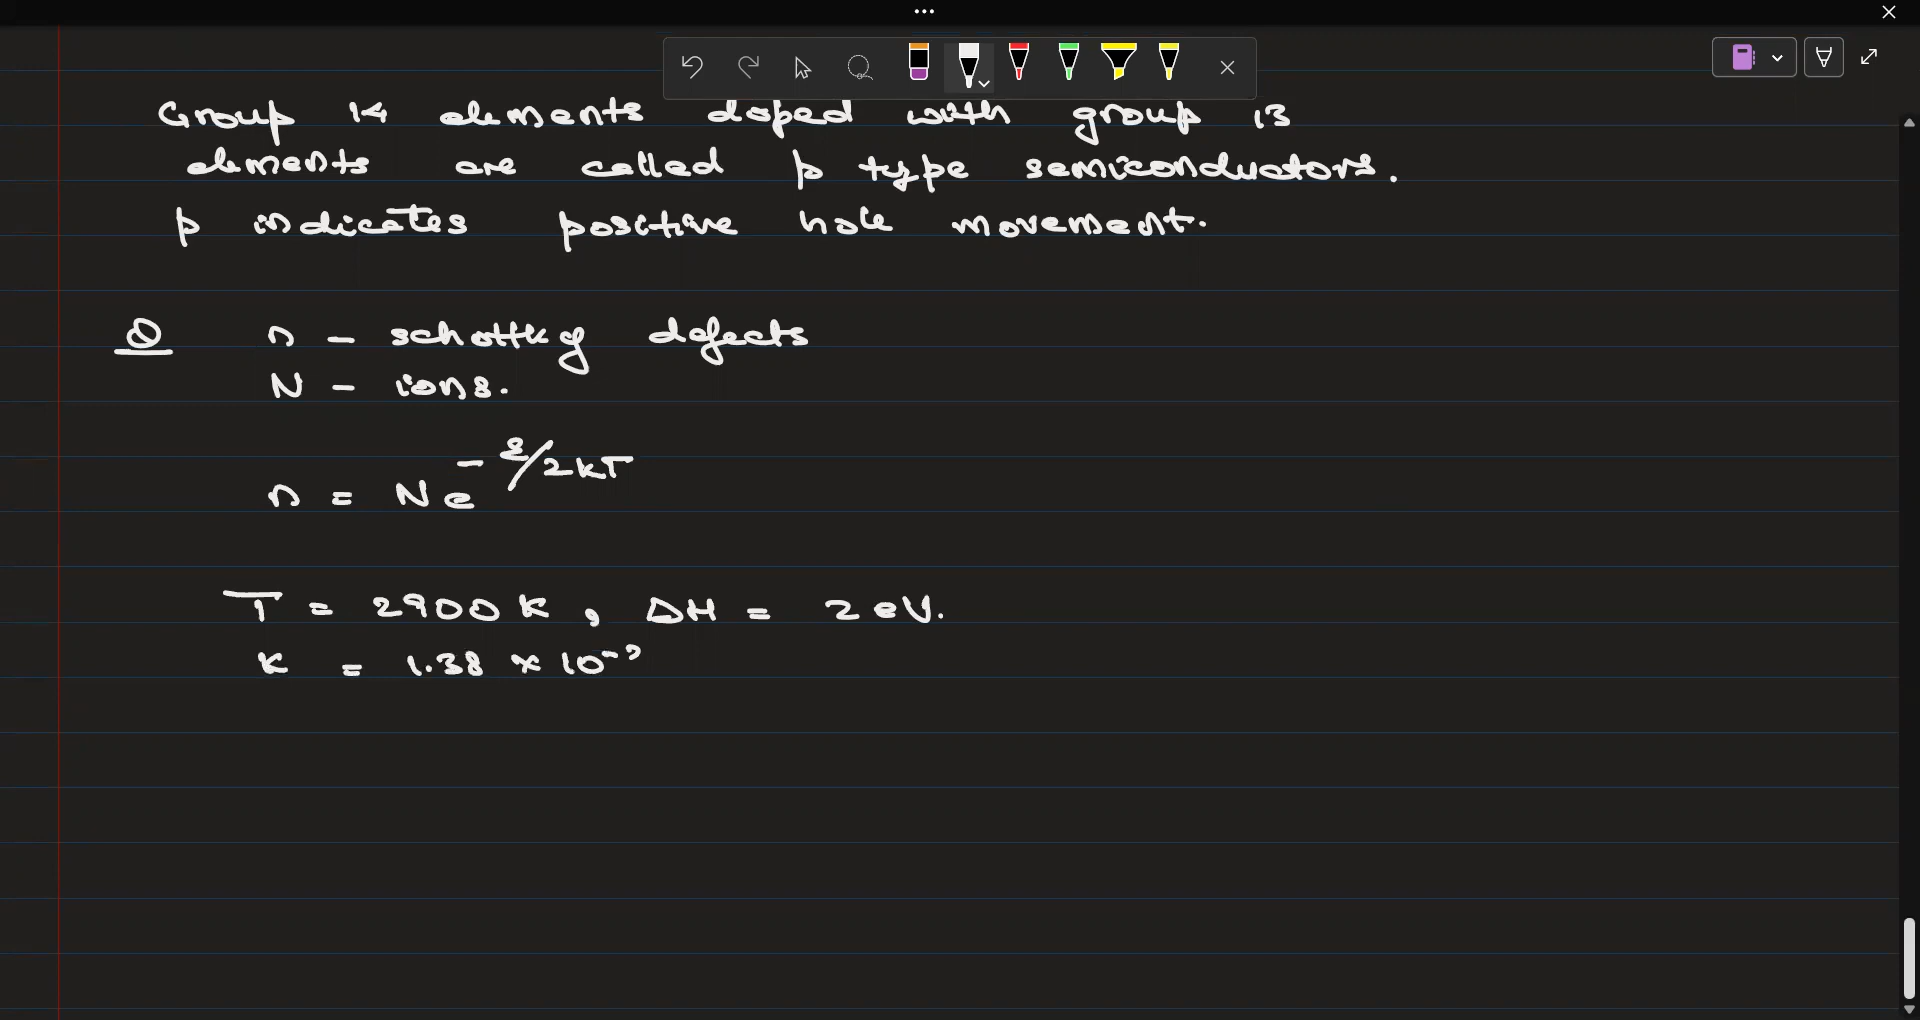 Group 14 elements doped with group 13
elements are called p type semiconductors.
p indicates positive hole movement.
Q n - schottky defects
N - ions.
n = Ne^-ε/2kT
T = 2900 K, ΔH = 2 eV.
K = 1.38 × 10^-2